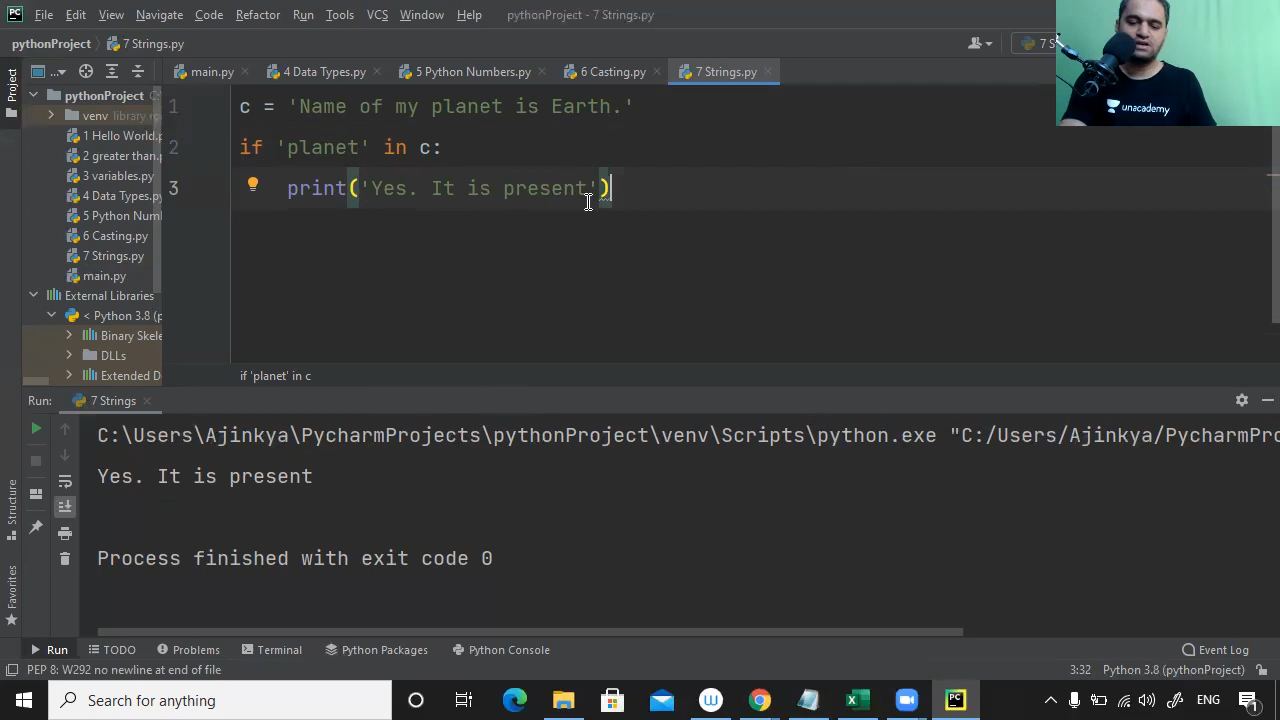 File Edit View Navigate Code Refactor Run Tools VCS Window Help pythonProject - 7 Strings.py
pythonProject 7 Strings.py 7 S
Project ... main.py 4 Data Types.py 5 Python Numbers.py 6 Casting.py 7 Strings.py
pythonProject C:
venv library ro
1 Hello World.p
2 greater than.p
3 variables.py
4 Data Types.py
5 Python Num
6 Casting.py
7 Strings.py
main.py
External Libraries
< Python 3.8 (p
Binary Skele
DLLs
Extended D
1 c = 'Name of my planet is Earth.'
2 if 'planet' in c:
3 print('Yes. It is present')
unacademy
if 'planet' in c
Run: 7 Strings
C:\Users\Ajinkya\PycharmProjects\pythonProject\venv\Scripts\python.exe "C:/Users/Ajinkya/PycharmPro
Yes. It is present
Process finished with exit code 0
Structure
Favorites
Run TODO Problems Terminal Python Packages Python Console Event Log
PEP 8: W292 no newline at end of file 3:32 Python 3.8 (pythonProject)
Search for anything ENG 1